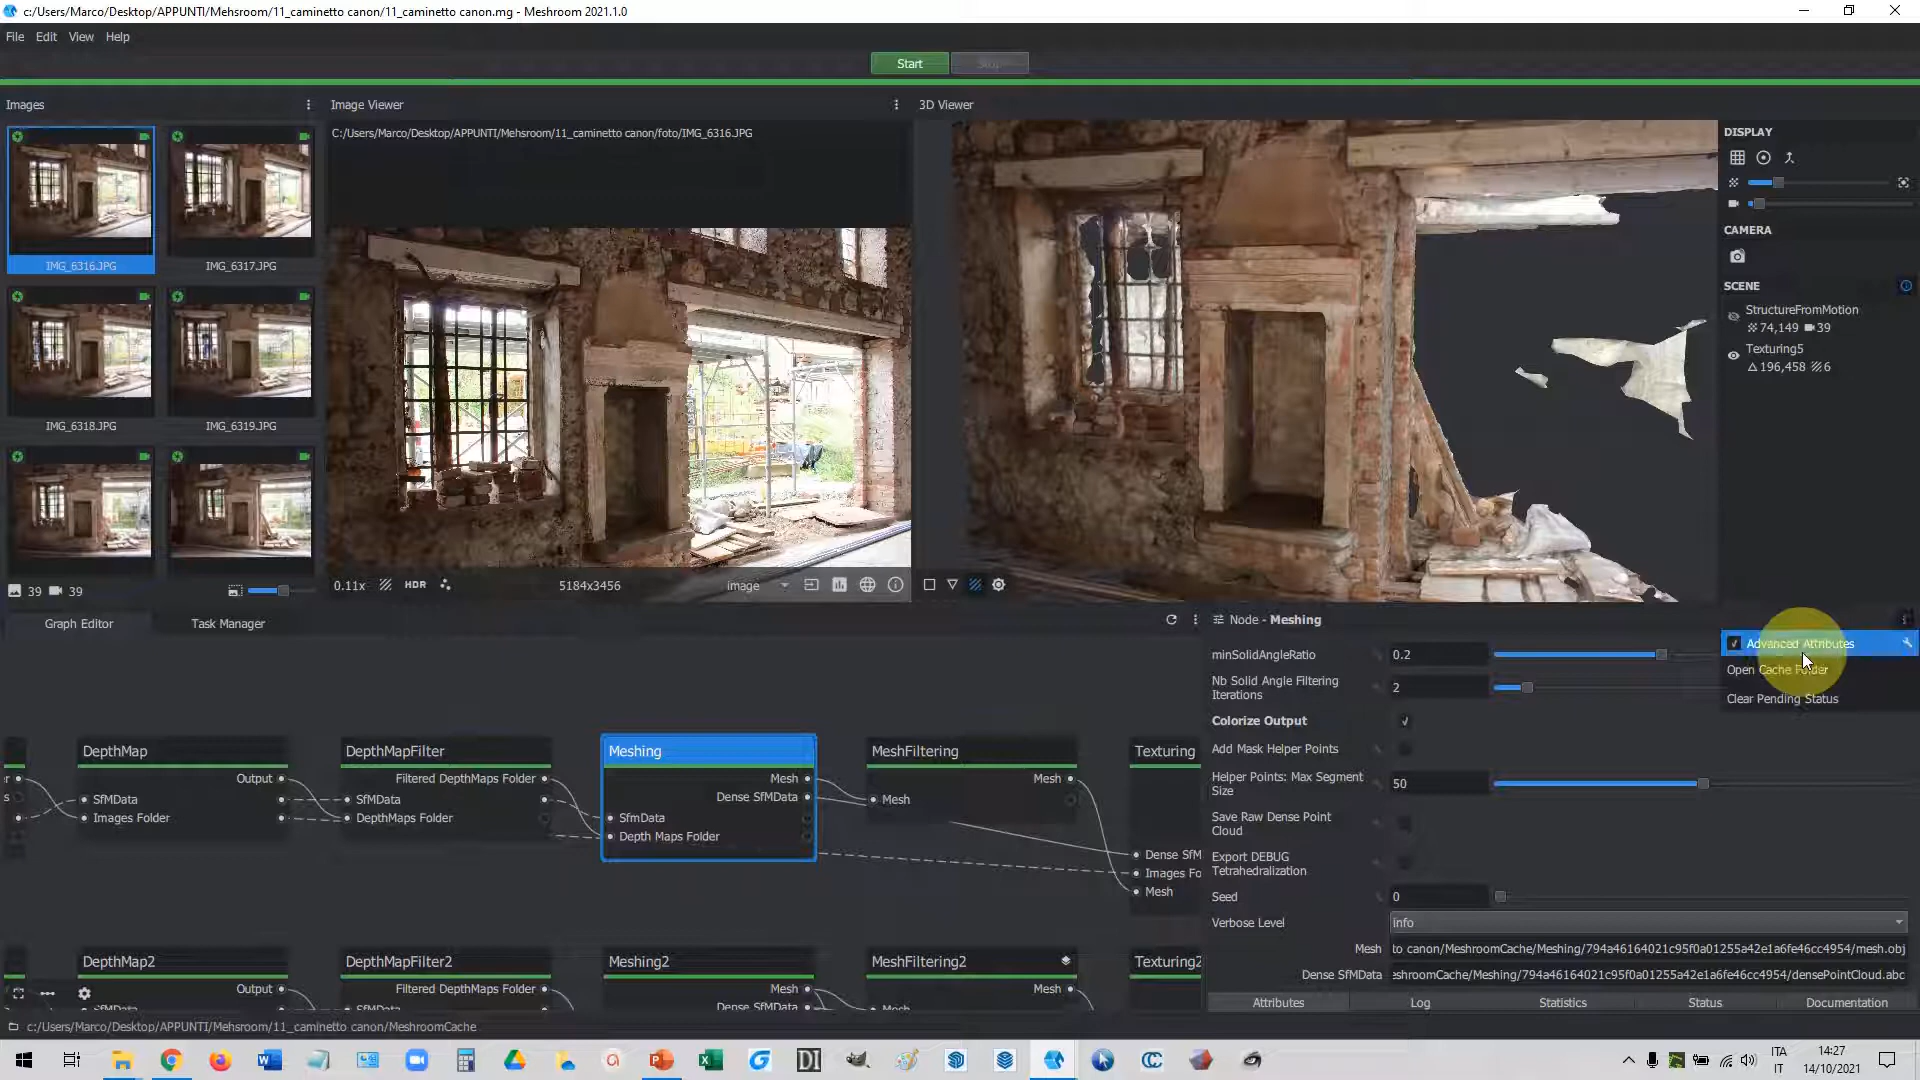 c:/Users/Marco/Desktop/APPUNTI/Mehsroom/11_caminetto canon/11_caminetto canon.mg - Meshroom 2021.1.0
File Edit View Help
Start
Images
Image Viewer
3D Viewer
C:/Users/Marco/Desktop/APPUNTI/Mehsroom/11_caminetto canon/foto/IMG_6316.JPG
IMG_6316.JPG
IMG_6317.JPG
IMG_6318.JPG
IMG_6319.JPG
39 39
0.11x HDR 5184x3456 image
DISPLAY
CAMERA
SCENE
StructureFromMotion
74,149 39
Texturing5
196,458 6
Graph Editor
Task Manager
DepthMap
Output
SfMData
Images Folder
DepthMapFilter
Filtered DepthMaps Folder
SfMData
DepthMaps Folder
Meshing
Mesh
Dense SfMData
SfmData
Depth Maps Folder
MeshFiltering
Mesh
Mesh
Texturing
Dense SfM
Images Fo
Mesh
DepthMap2
Output
SfMData
DepthMapFilter2
Filtered DepthMaps Folder
SfMData
Meshing2
Mesh
Dense SfMData
MeshFiltering2
Mesh
Mesh
Texturing2
Node - Meshing
Advanced Attributes
Open Cache Folder
Clear Pending Status
minSolidAngleRatio 0.2
Nb Solid Angle Filtering
Iterations
2
Colorize Output
Add Mask Helper Points
Helper Points: Max Segment
Size
50
Save Raw Dense Point
Cloud
Export DEBUG
Tetrahedralization
Seed 0
Verbose Level info
Mesh to canon/MeshroomCache/Meshing/794a46164021c95f0a01255a42e1a6fe46cc4954/mesh.obj
Dense SfMData eshroomCache/Meshing/794a46164021c95f0a01255a42e1a6fe46cc4954/densePointCloud.abc
Attributes Log Statistics Status Documentation
c:/Users/Marco/Desktop/APPUNTI/Mehsroom/11_caminetto canon/MeshroomCache
ITA
IT
14:27
14/10/2021